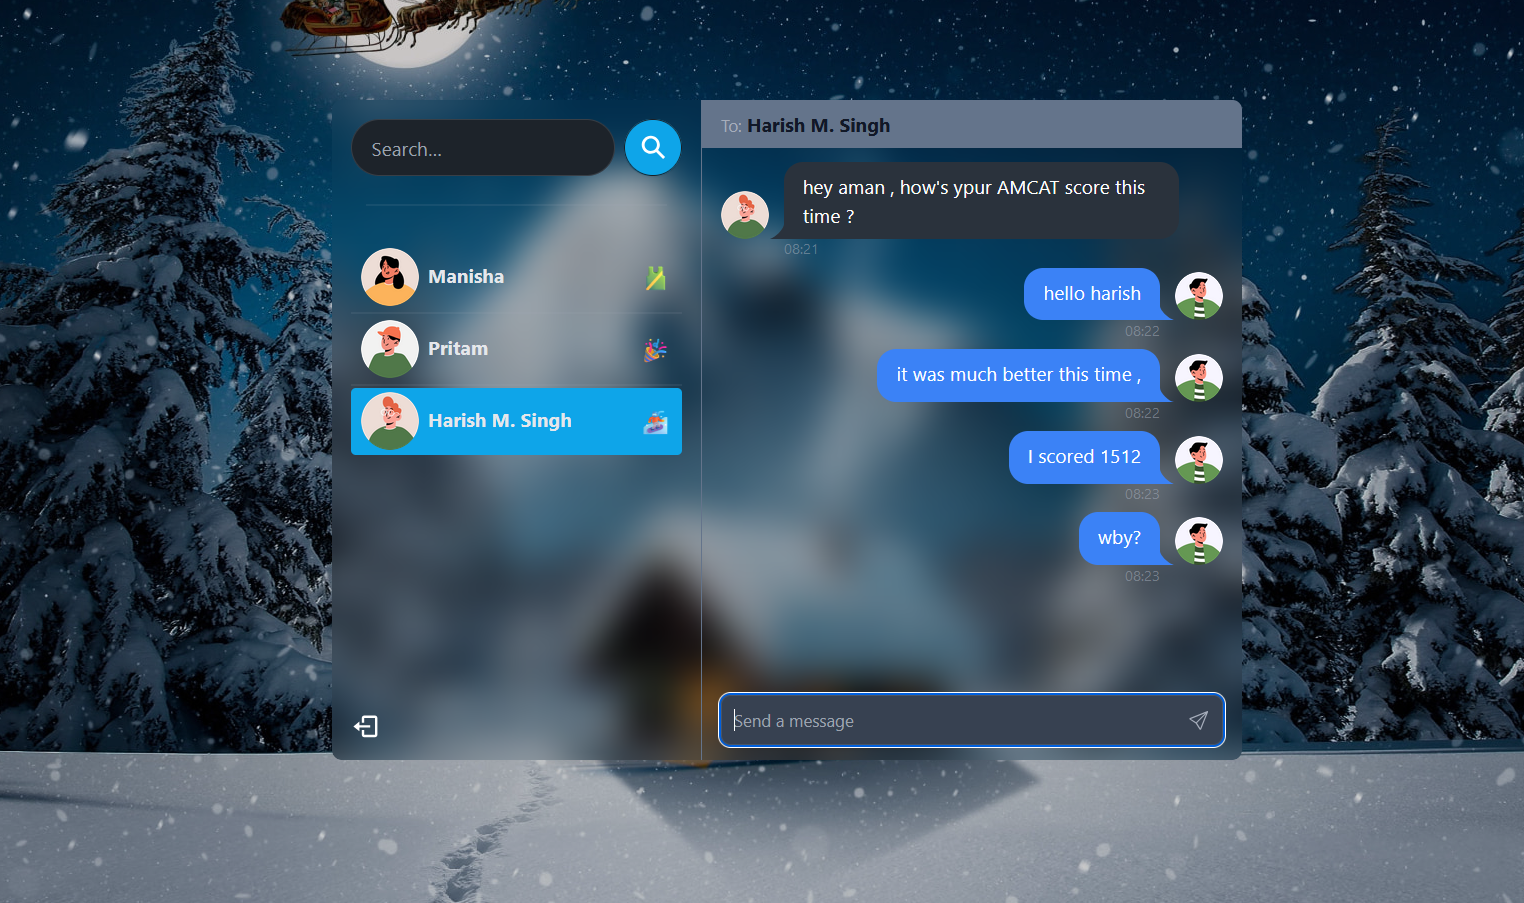 Search...
Manisha
Pritam
Harish M. Singh
To: Harish M. Singh
hey aman , how's ypur AMCAT score this
time ?
08:21
hello harish
08:22
it was much better this time ,
08:22
I scored 1512
08:23
wby?
08:23
Send a message